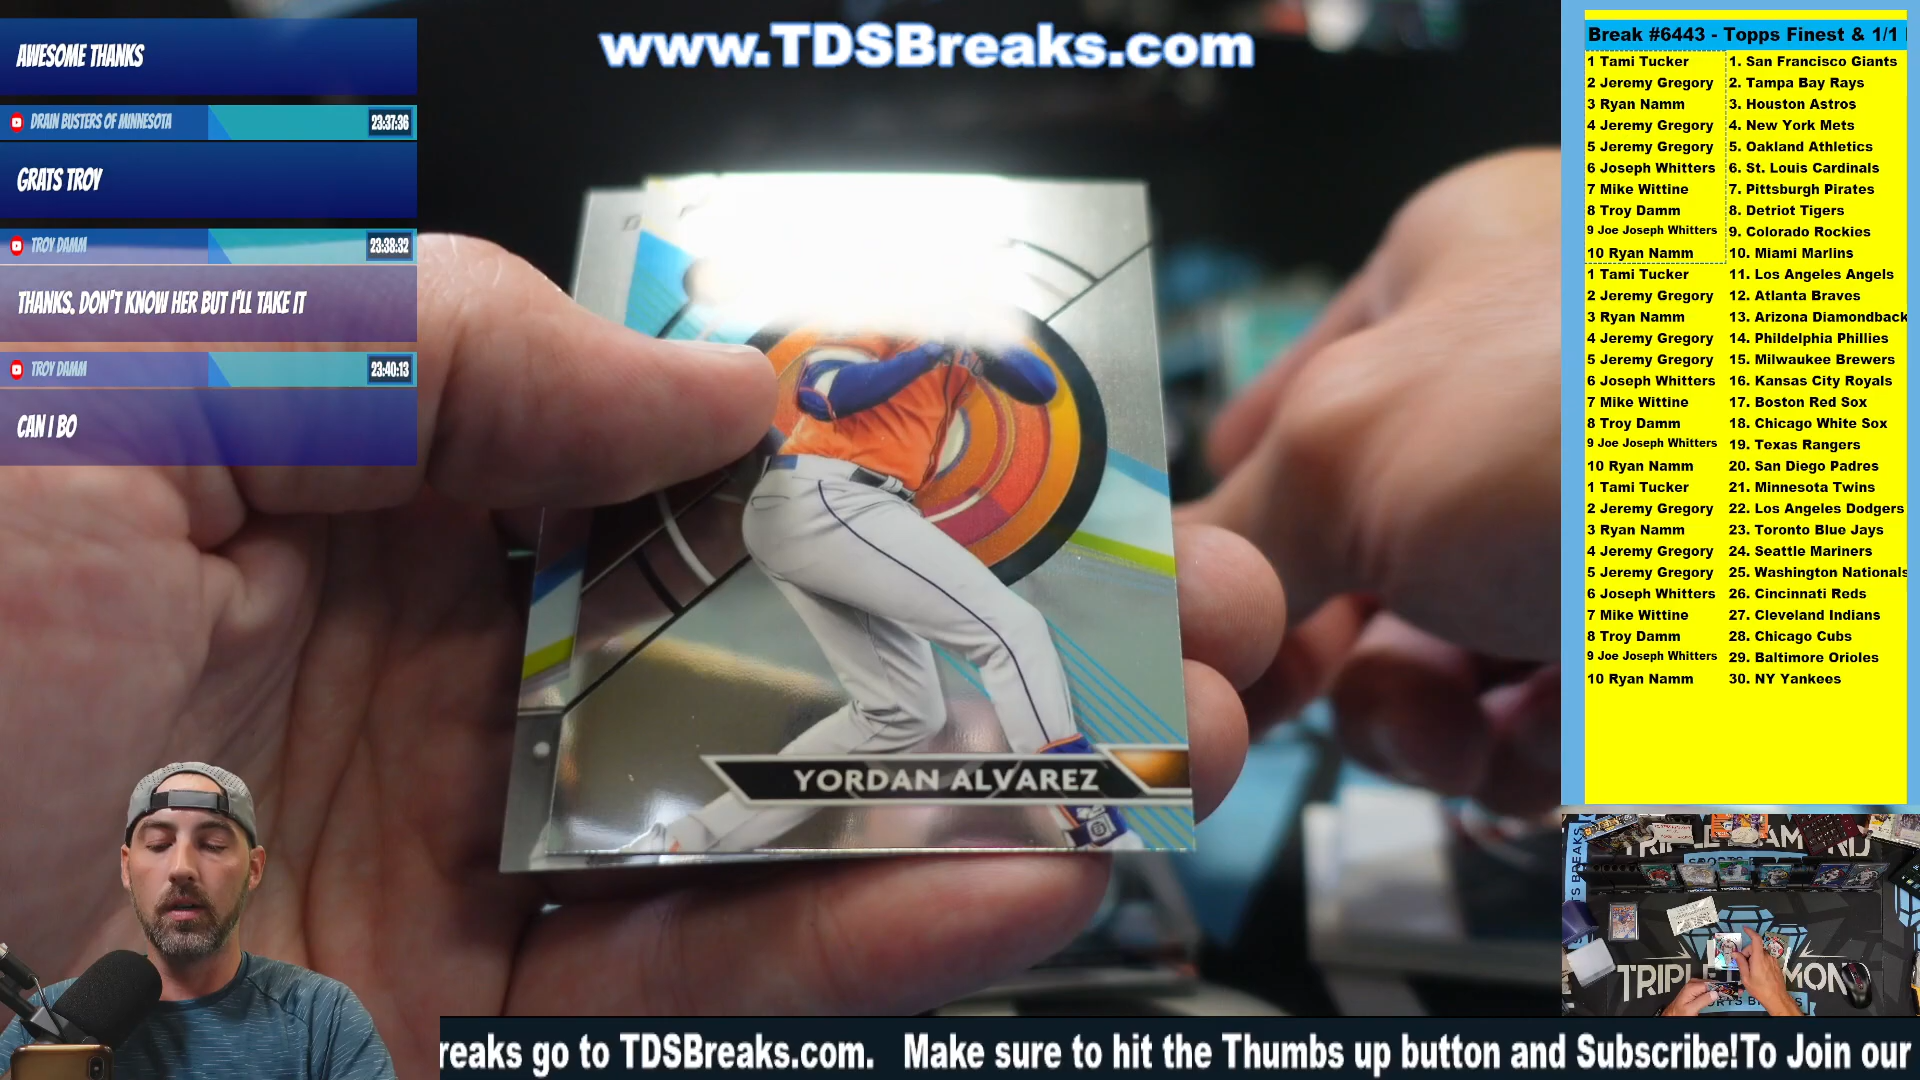 www.TDSBreaks.com
AWESOME THANKS
DRAIN BUSTERS OF MINNESOTA 23:37:36
GRATS TROY
TROY DAMM 23:38:32
THANKS. DON'T KNOW HER BUT I'LL TAKE IT
TROY DAMM 23:40:13
CAN I BO
YORDAN ALVAREZ
Break #6443 - Topps Finest & 1/1
1 Tami Tucker 1. San Francisco Giants
2 Jeremy Gregory 2. Tampa Bay Rays
3 Ryan Namm 3. Houston Astros
4 Jeremy Gregory 4. New York Mets
5 Jeremy Gregory 5. Oakland Athletics
6 Joseph Whitters 6. St. Louis Cardinals
7 Mike Wittine 7. Pittsburgh Pirates
8 Troy Damm 8. Detriot Tigers
9 Joe Joseph Whitters 9. Colorado Rockies
10 Ryan Namm 10. Miami Marlins
1 Tami Tucker 11. Los Angeles Angels
2 Jeremy Gregory 12. Atlanta Braves
3 Ryan Namm 13. Arizona Diamondback
4 Jeremy Gregory 14. Phildelphia Phillies
5 Jeremy Gregory 15. Milwaukee Brewers
6 Joseph Whitters 16. Kansas City Royals
7 Mike Wittine 17. Boston Red Sox
8 Troy Damm 18. Chicago White Sox
9 Joe Joseph Whitters 19. Texas Rangers
10 Ryan Namm 20. San Diego Padres
1 Tami Tucker 21. Minnesota Twins
2 Jeremy Gregory 22. Los Angeles Dodgers
3 Ryan Namm 23. Toronto Blue Jays
4 Jeremy Gregory 24. Seattle Mariners
5 Jeremy Gregory 25. Washington Nationals
6 Joseph Whitters 26. Cincinnati Reds
7 Mike Wittine 27. Cleveland Indians
8 Troy Damm 28. Chicago Cubs
9 Joe Joseph Whitters 29. Baltimore Orioles
10 Ryan Namm 30. NY Yankees
TRIPLE
BREAKS
TRIPLE
reaks go to TDSBreaks.com. Make sure to hit the Thumbs up button and Subscribe!To Join our